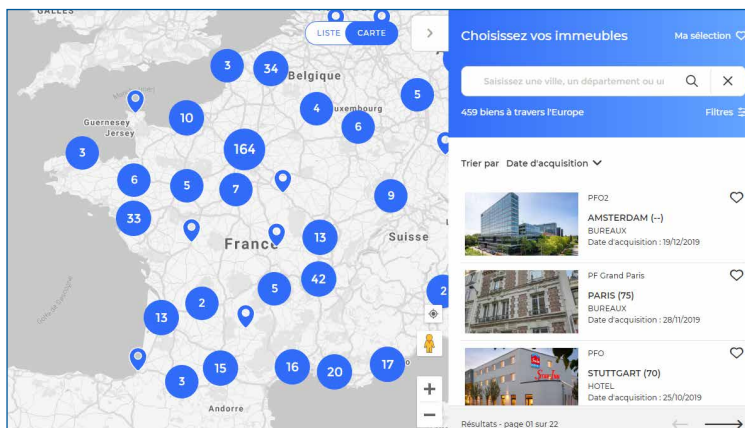 GALLES
LISTE
CARTE
3
34
Belgique
5
4
uxembourg
10
6
Guernesey
Jersey
3
164
6
5
7
9
33
France
13
Suisse
42
5
2
2
13
15
16
20
17
3
Andorre
Choisissez vos immeubles
Ma sélection
Saisissez une ville, un département ou u
459 biens à travers l'Europe
Filtres
Trier par Date d'acquisition
PFO2
AMSTERDAM (--)
BUREAUX
Date d'acquisition : 19/12/2019
PF Grand Paris
PARIS (75)
BUREAUX
Date d'acquisition : 28/11/2019
PFO
STUTTGART (70)
HOTEL
Date d'acquisition : 25/10/2019
Résultats - page 01 sur 22